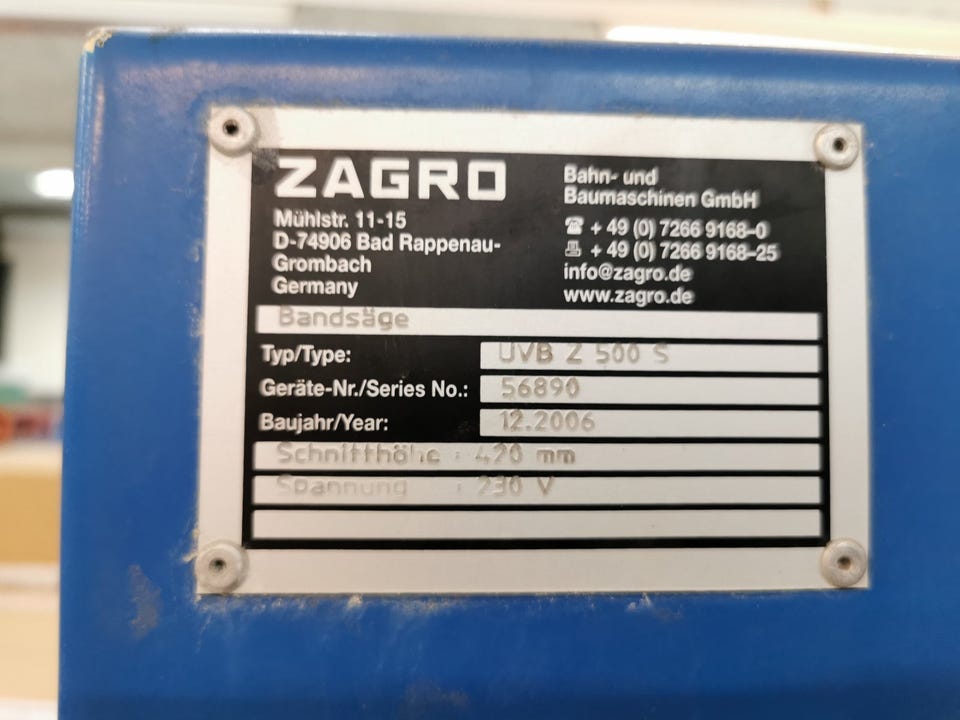 ZAGRO
Mühlstr. 11-15
D-74906 Bad Rappenau-
Grombach
Germany
Bahn- und
Baumaschinen GmbH
☎ + 49 (0) 7266 9168-0
+ 49 (0) 7266 9168-25
info@zagro.de
www.zagro.de
Bandsäge
Typ/Type: UVB Z 500 S
Geräte-Nr./Series No.: 56890
Baujahr/Year: 12.2006
Schnitthöhe : 420 mm
Spannung : 230 V